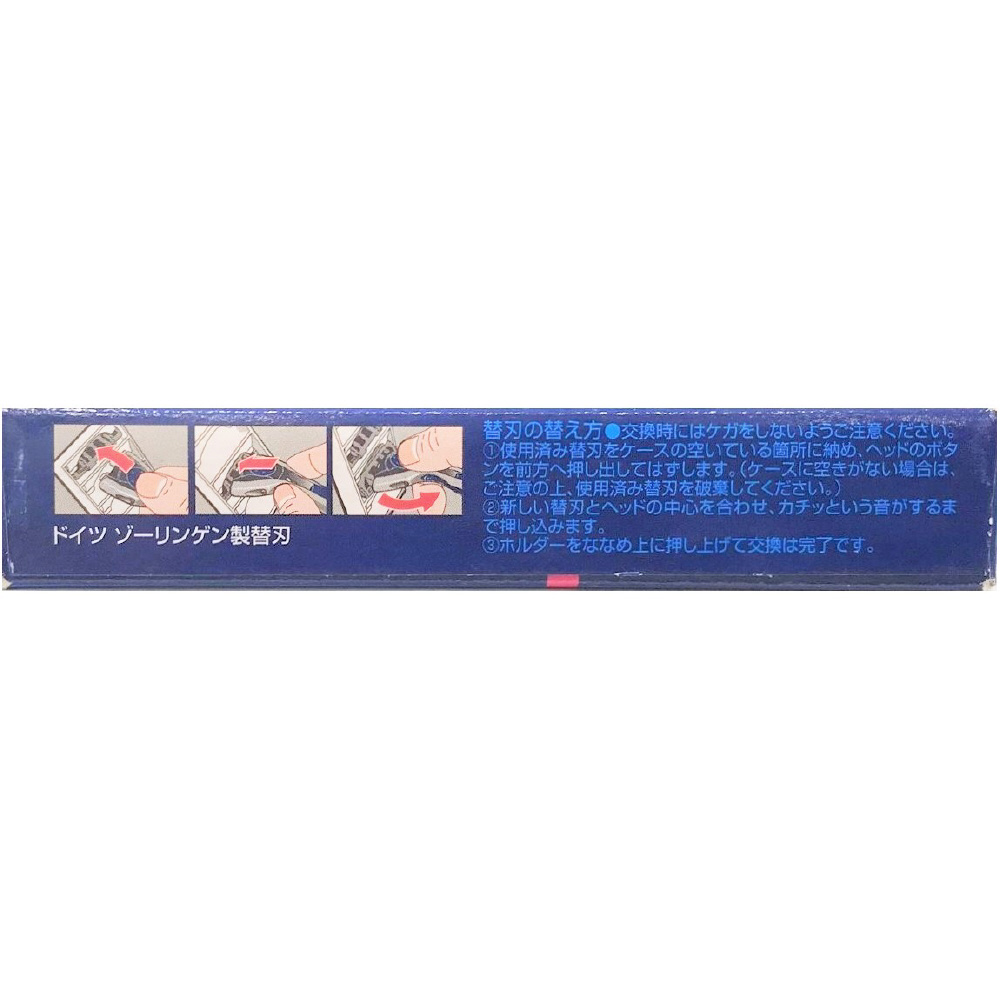 ドイツ ゾーリンゲン製替刃
替刃の替え方●交換時にはケガをしないようご注意ください。
①使用済み替刃をケースの空いている箇所に納め、ヘッドのボタ
ンを前方へ押し出してはずします。（ケースに空きがない場合は、
ご注意の上、使用済み替刃を破棄してください。）
②新しい替刃とヘッドの中心を合わせ、カチッという音がするま
で押し込みます。
③ホルダーをななめ上に押し上げて交換は完了です。